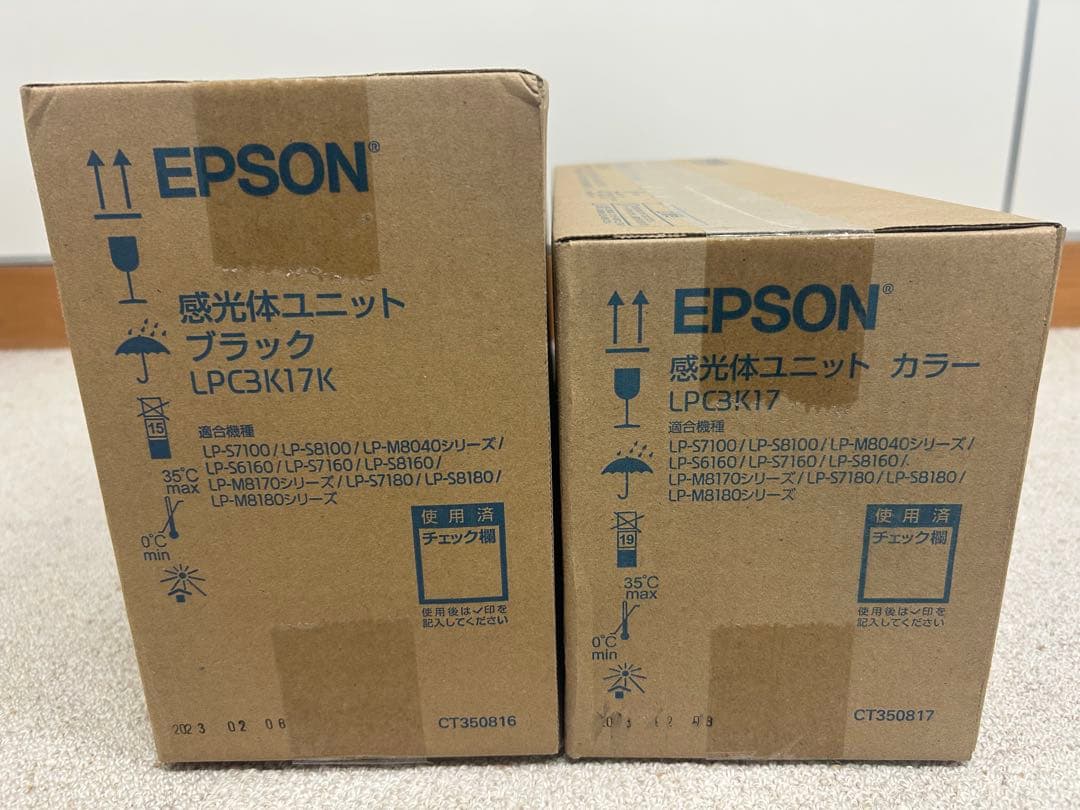 EPSON®
感光体ユニット
ブラック
LPC3K17K
適合機種
LP-S7100/LP-S8100/LP-M8040シリーズ/
LP-S6160/LP-S7160/LP-S8160/
LP-M8170シリーズ/LP-S7180/LP-S8180/
LP-M8180シリーズ
15
35℃
max
0℃
min
使用済
チェック欄
使用後は✓印を
記入してください
2023 02 08
CT350816
EPSON®
感光体ユニット カラー
LPC3K17
適合機種
LP-S7100/LP-S8100/LP-M8040シリーズ/
LP-S6160/LP-S7160/LP-S8160/
LP-M8170シリーズ/LP-S7180/LP-S8180/
LP-M8180シリーズ
19
35℃
max
0℃
min
使用済
チェック欄
使用後は✓印を
記入してください
CT350817